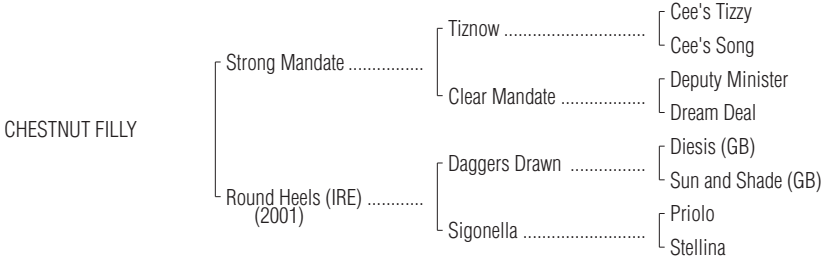 Cee's Tizzy
Tiznow ..............................
Cee's Song
Strong Mandate ................
Deputy Minister
Clear Mandate ..................
Dream Deal
CHESTNUT FILLY
Diesis (GB)
Daggers Drawn ................
Sun and Shade (GB)
Round Heels (IRE) ............
(2001)
Priolo
Sigonella ..........................
Stellina